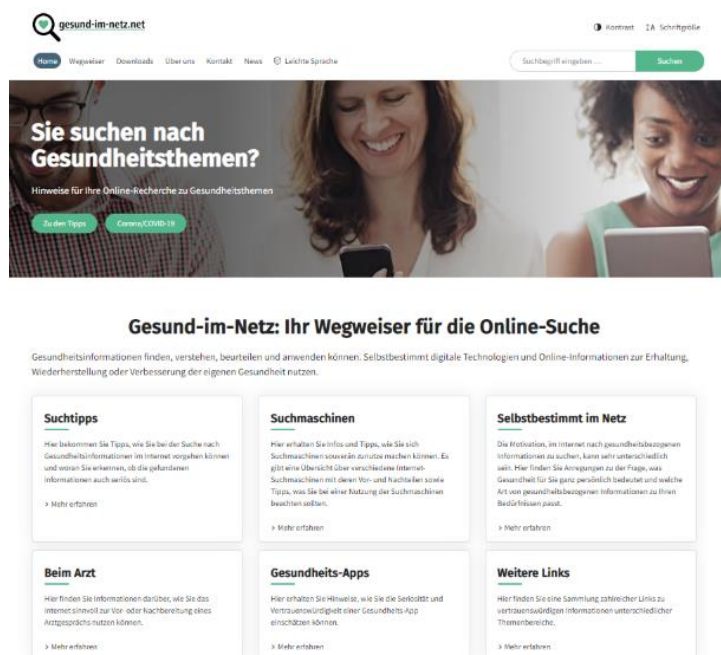 gesund-im-netz.net
Kontrast
Schriftgröße
Home Wegweiser Downloads Über uns Kontakt News Leichte Sprache
Suchbegriff eingeben ... Suchen
Sie suchen nach
Gesundheitsthemen?
Hinweise für Ihre Online-Recherche zu Gesundheitsthemen
Zu den Tipps Corona/COVID-19
Gesund-im-Netz: Ihr Wegweiser für die Online-Suche
Gesundheitsinformationen finden, verstehen, beurteilen und anwenden können. Selbstbestimmt digitale Technologien und Online-Informationen zur Erhaltung,
Wiederherstellung oder Verbesserung der eigenen Gesundheit nutzen.
Suchtipps
Hier bekommen Sie Tipps, wie Sie bei der Suche nach
Gesundheitsinformationen im Internet vorgehen können
und woran Sie erkennen, ob die gefundenen
Informationen auch seriös sind.
> Mehr erfahren
Suchmaschinen
Hier erhalten Sie Infos und Tipps, wie Sie sich
Suchmaschinen souverän zunutze machen können. Es
gibt eine Übersicht über verschiedene Internet-
Suchmaschinen mit deren Vor- und Nachteilen sowie
Tipps, was Sie bei einer Nutzung der Suchmaschinen
beachten sollten.
> Mehr erfahren
Selbstbestimmt im Netz
Die Motivation, im Internet nach gesundheitsbezogenen
Informationen zu suchen, kann sehr unterschiedlich
sein. Hier finden Sie Anregungen zu der Frage, was
Gesundheit für Sie ganz persönlich bedeutet und welche
Art von gesundheitsbezogenen Informationen zu Ihren
Bedürfnissen passt.
> Mehr erfahren
Beim Arzt
Hier finden Sie Informationen darüber, wie Sie das
Internet sinnvoll zur Vor- oder Nachbereitung eines
Arztgesprächs nutzen können.
> Mehr erfahren
Gesundheits-Apps
Hier erhalten Sie Hinweise, wie Sie die Seriosität und
Vertrauenswürdigkeit einer Gesundheits-App
einschätzen können.
> Mehr erfahren
Weitere Links
Hier finden Sie eine Sammlung zahlreicher Links zu
vertrauenswürdigen Informationen unterschiedlicher
Themenbereiche.
> Mehr erfahren